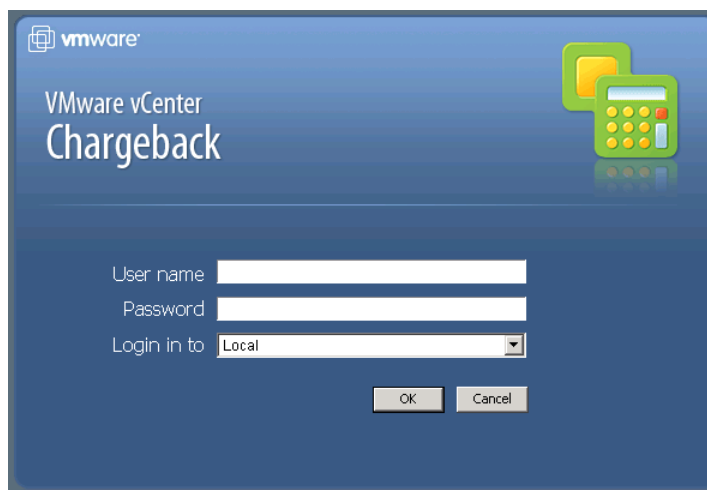 vmware
VMware vCenter
Chargeback
User name
Password
Login in to Local
OK Cancel